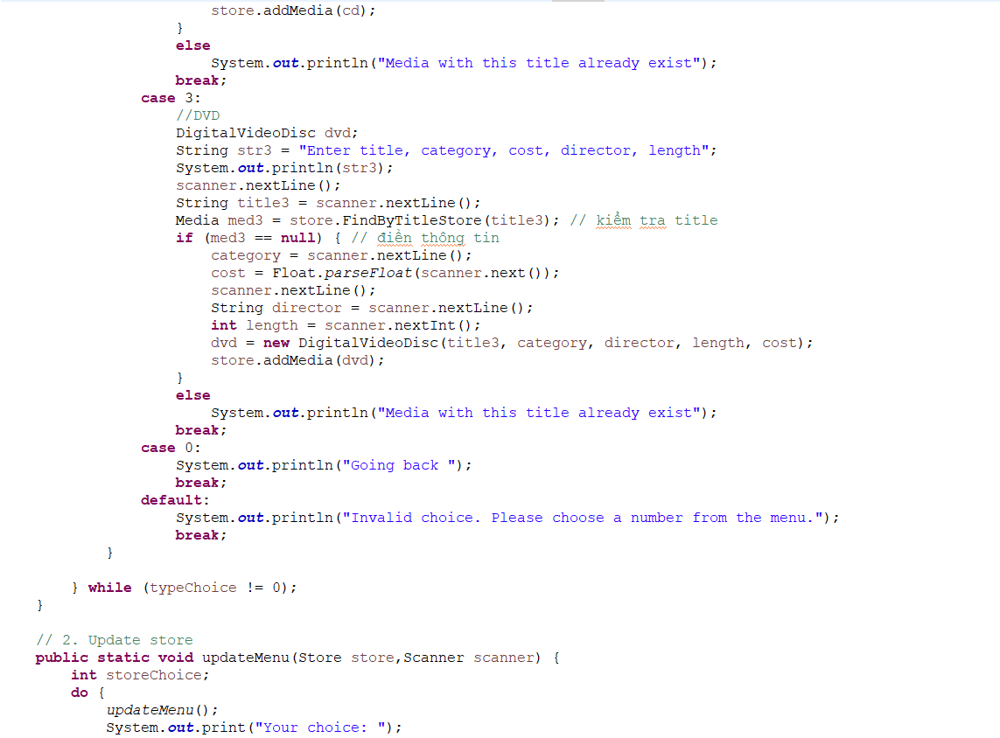 store.addMedia(cd);
}
else
System.out.println("Media with this title already exist");
break;
case 3:
//DVD
DigitalVideoDisc dvd;
String str3 = "Enter title, category, cost, director, length";
System.out.println(str3);
scanner.nextLine();
String title3 = scanner.nextLine();
Media med3 = store.FindByTitleStore(title3); // kiểm tra title
if (med3 == null) { // điền thông tin
category = scanner.nextLine();
cost = Float.parseFloat(scanner.next());
scanner.nextLine();
String director = scanner.nextLine();
int length = scanner.nextInt();
dvd = new DigitalVideoDisc(title3, category, director, length, cost);
store.addMedia(dvd);
}
else
System.out.println("Media with this title already exist");
break;
case 0:
System.out.println("Going back ");
break;
default:
System.out.println("Invalid choice. Please choose a number from the menu.");
break;
}
} while (typeChoice != 0);
}
// 2. Update store
public static void updateMenu(Store store,Scanner scanner) {
int storeChoice;
do {
updateMenu();
System.out.print("Your choice: ");